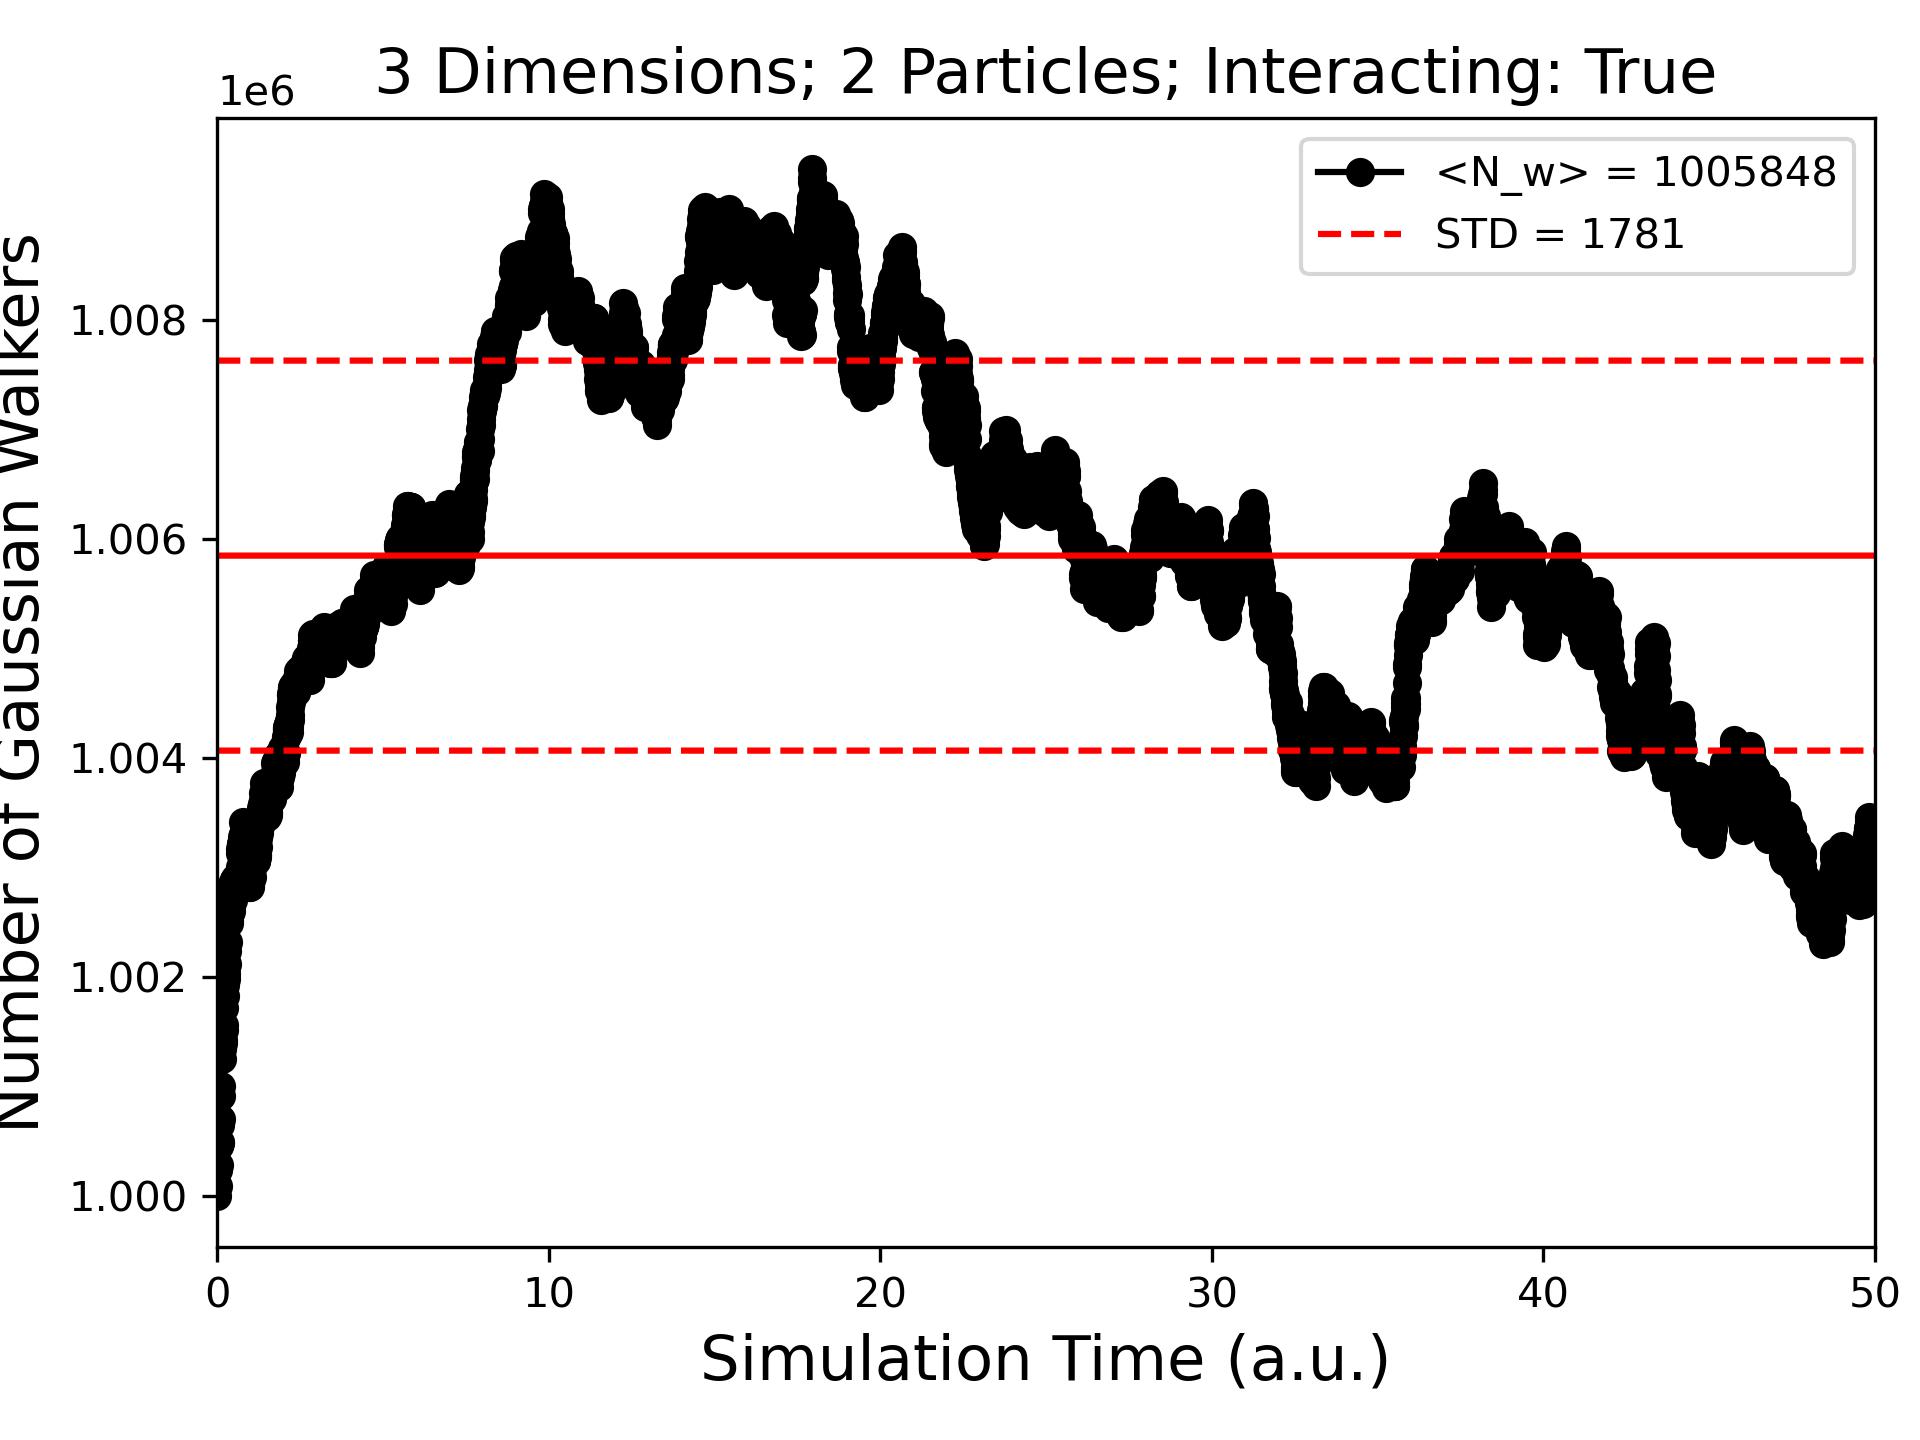 3 Dimensions; 2 Particles; Interacting: True
1e6
<N_w> = 1005848
STD = 1781
Number of Gaussian Walkers
1.008
1.006
1.004
1.002
1.000
0 10 20 30 40 50
Simulation Time (a.u.)